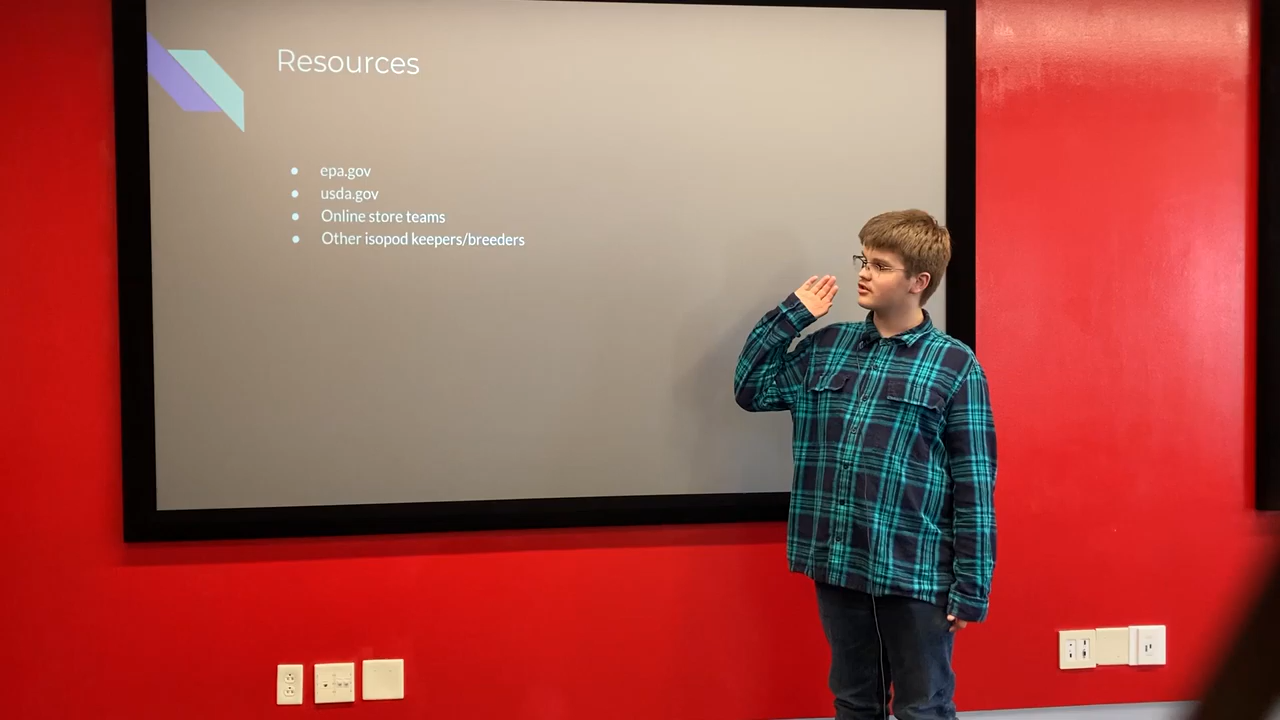 Resources
● epa.gov
● usda.gov
● Online store teams
● Other isopod keepers/breeders